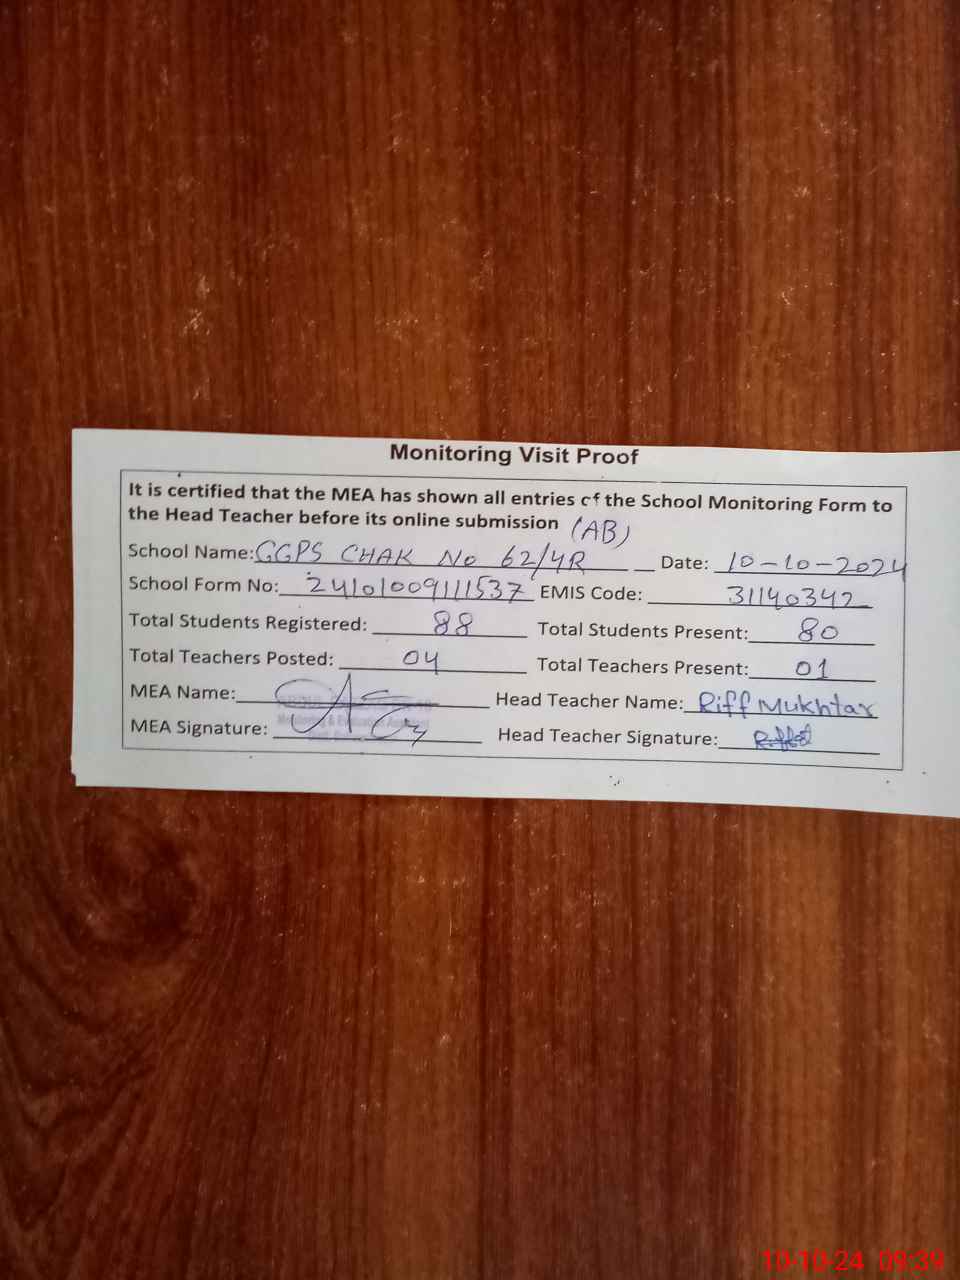 Monitoring Visit Proof
It is certified that the MEA has shown all entries of the School Monitoring Form to
the Head Teacher before its online submission (AB)
School Name: GGPS CHAK No 62/4R Date: 10-10-2024
School Form No: 24101009111537 EMIS Code: 31140342
Total Students Registered: 88 Total Students Present: 80
Total Teachers Posted: 04 Total Teachers Present: 01
MEA Name: Head Teacher Name: Riff Mukhtar
MEA Signature: Head Teacher Signature:
10-10-24 09:39